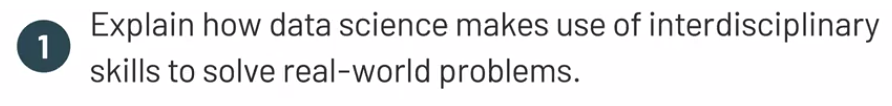 1
Explain how data science makes use of interdisciplinary
skills to solve real-world problems.